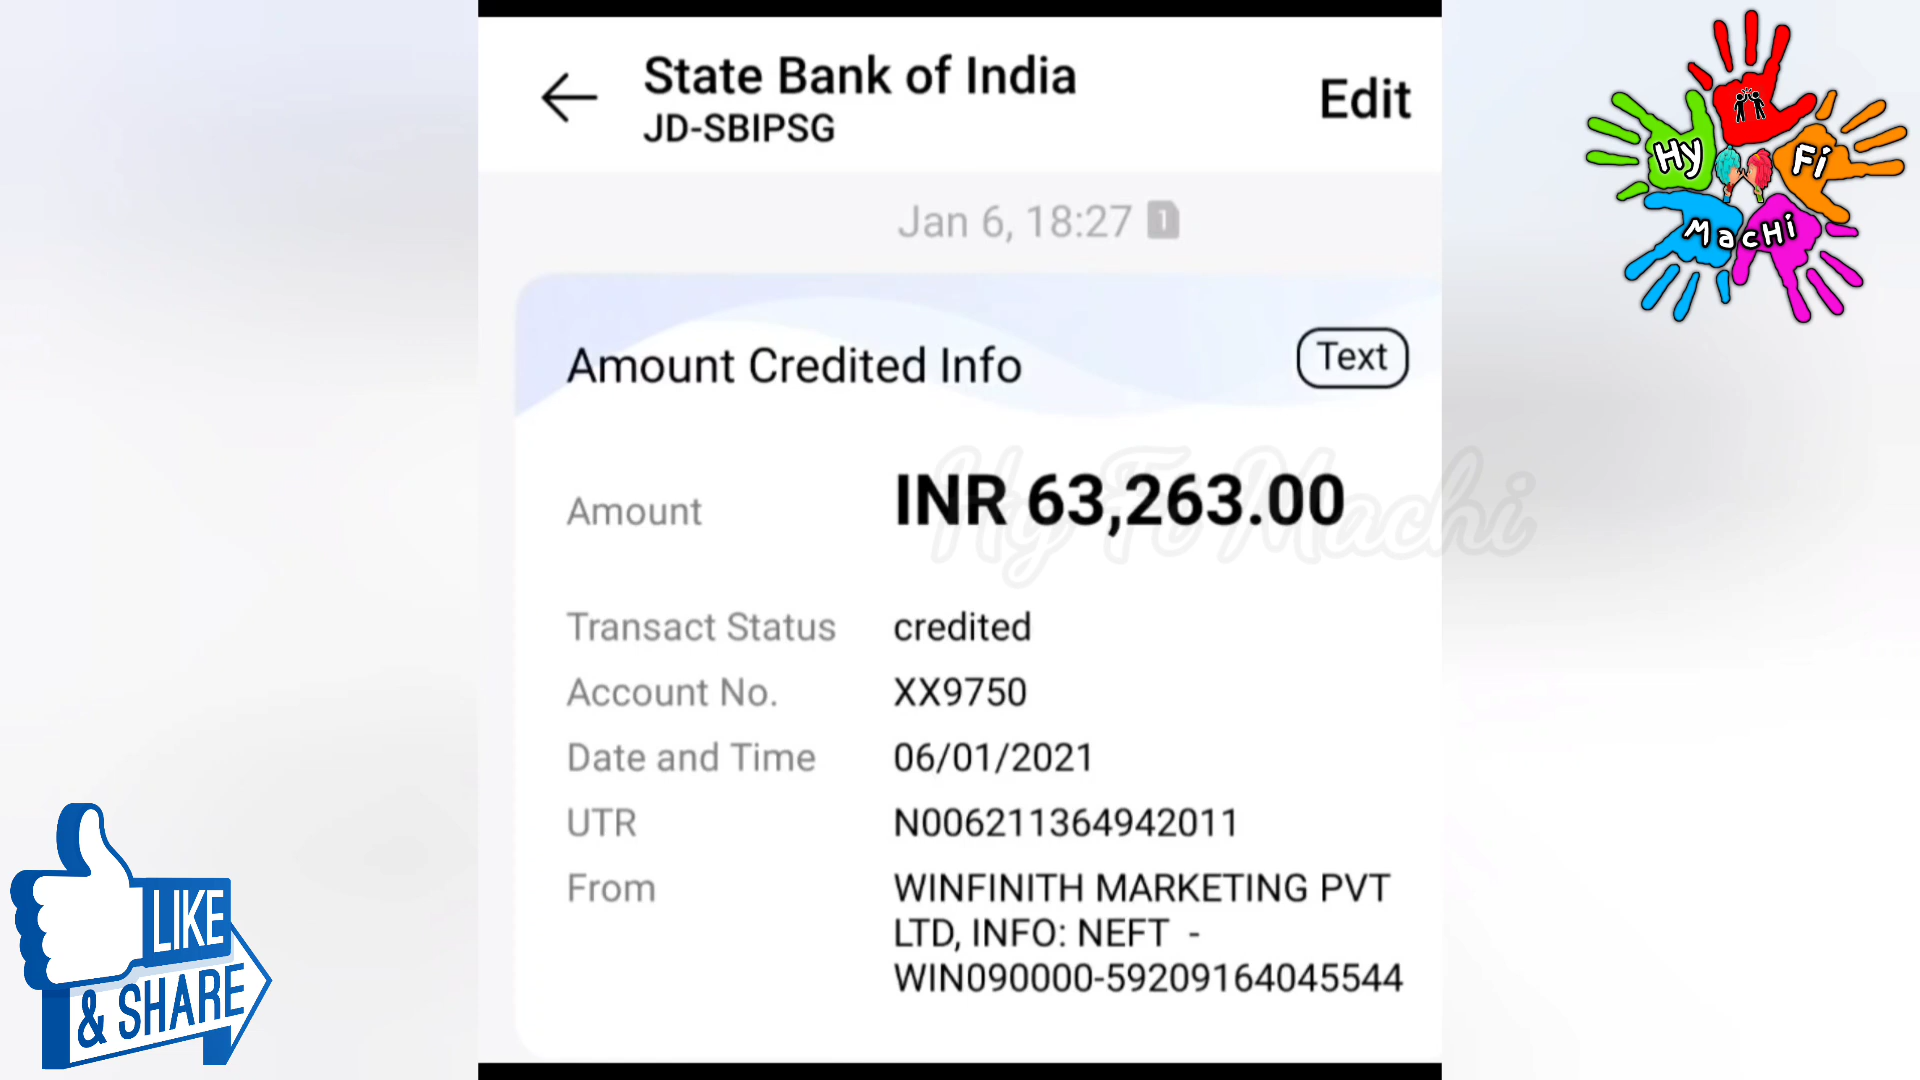 State Bank of India
JD-SBIPSG
Edit
Jan 6, 18:27 1
Amount Credited Info
Text
Amount INR 63,263.00
Transact Status credited
Account No. XX9750
Date and Time 06/01/2021
UTR N006211364942011
From WINFINITH MARKETING PVT
LTD, INFO: NEFT -
WIN090000-59209164045544
Hy Fi Machi
Hy Fi
MacHi
LIKE
& SHARE